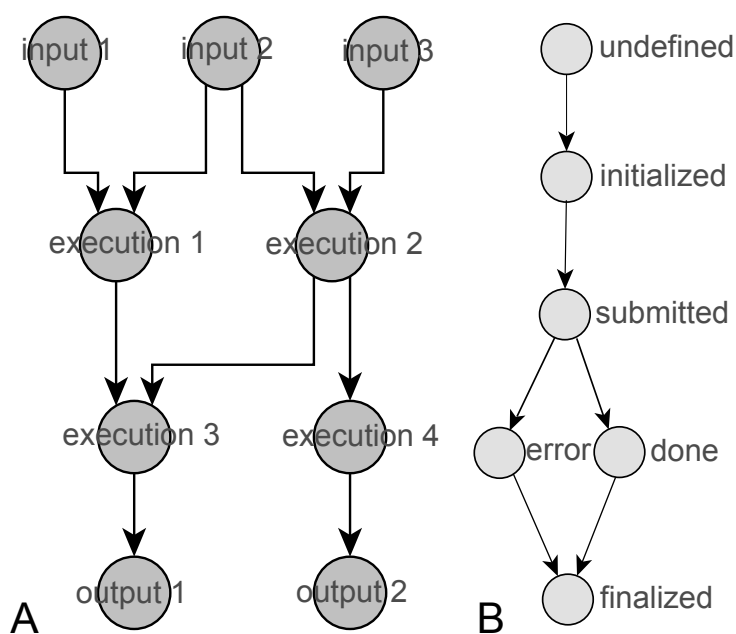 input 1
input 2
input 3
execution 1
execution 2
execution 3
execution 4
output 1
output 2
A
undefined
initialized
submitted
error
done
finalized
B